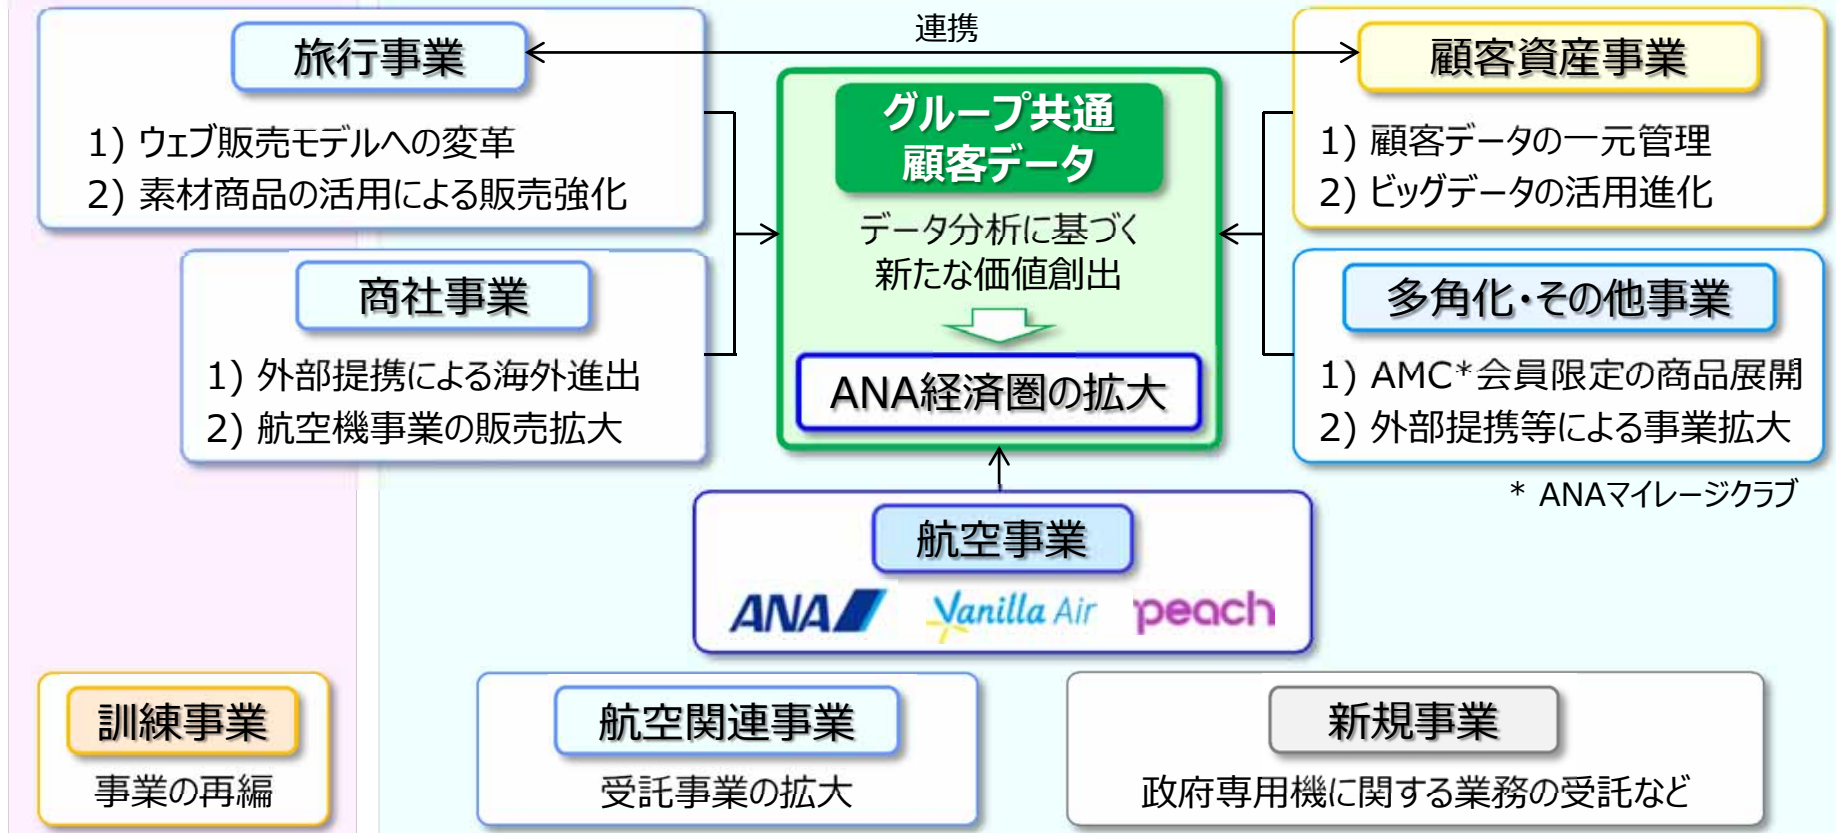 連携
旅行事業
1) ウェブ販売モデルへの変革
2) 素材商品の活用による販売強化
商社事業
1) 外部提携による海外進出
2) 航空機事業の販売拡大
グループ共通
顧客データ
データ分析に基づく
新たな価値創出
ANA経済圏の拡大
顧客資産事業
1) 顧客データの一元管理
2) ビッグデータの活用進化
多角化・その他事業
1) AMC*会員限定の商品展開
2) 外部提携等による事業拡大
* ANAマイレージクラブ
航空事業
ANA
Vanilla Air
peach
訓練事業
事業の再編
航空関連事業
受託事業の拡大
新規事業
政府専用機に関する業務の受託など